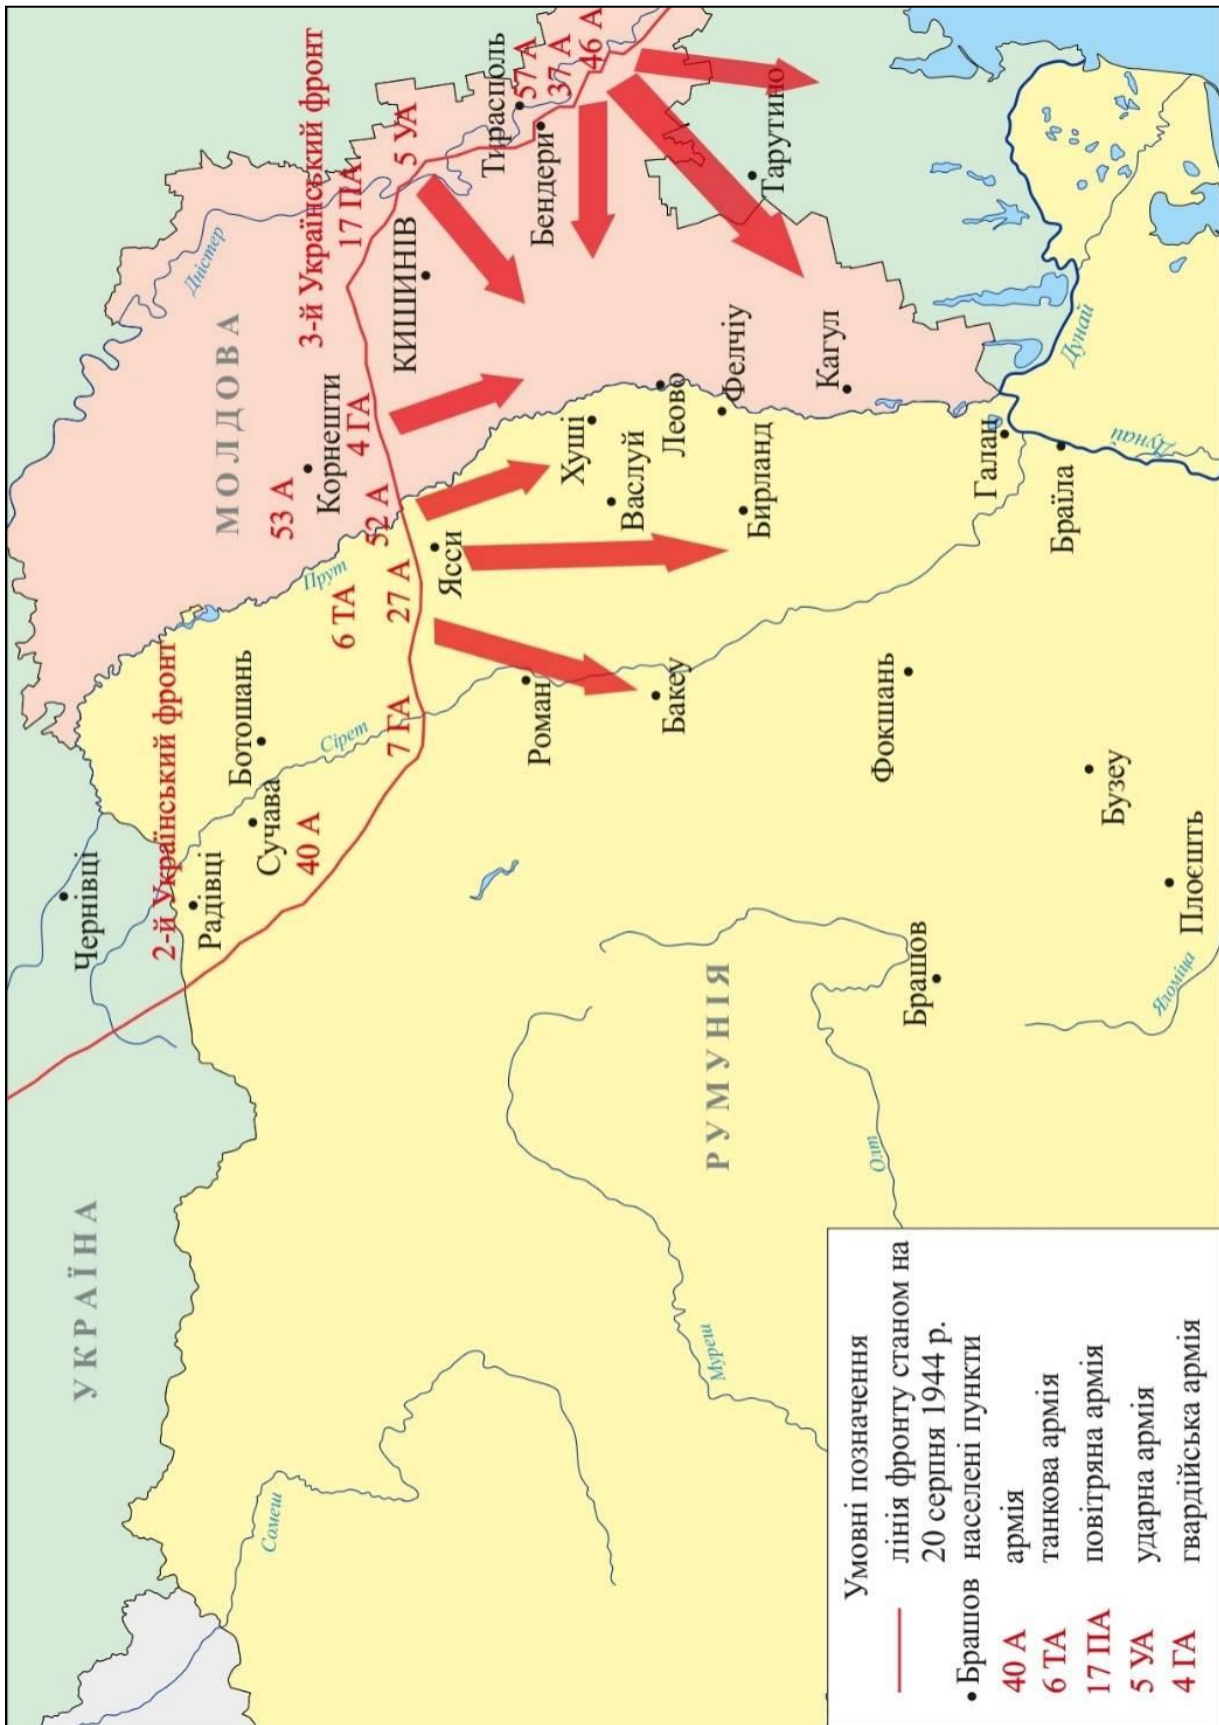 УКРАЇНА
МОЛДОВА
РУМУНІЯ
2-й Український фронт
3-й Український фронт
Чернівці
Радівці
Сучава
40 А
Ботошань
Сірет
7 ГА
Прут
6 ТА
27 А
52 А
53 А
Корнешти
4 ГА
Дністер
17 ПА
5 УА
КИШИНІВ
Тирасполь
57 А
37 А
46 А
Бендери
Тарутино
Ясси
Роман
Бакеу
Хуші
Васлуй
Леово
Фелчіу
Бирланд
Кагул
Галац
Браїла
Дунай
Дунай
Фокшань
Бузеу
Плоєшть
Яломіца
Брашов
Олт
Муреш
Сомеш
Умовні позначення
лінія фронту станом на
20 серпня 1944 р.
Брашов населені пункти
40 А армія
6 ТА танкова армія
17 ПА повітряна армія
5 УА ударна армія
4 ГА гвардійська армія